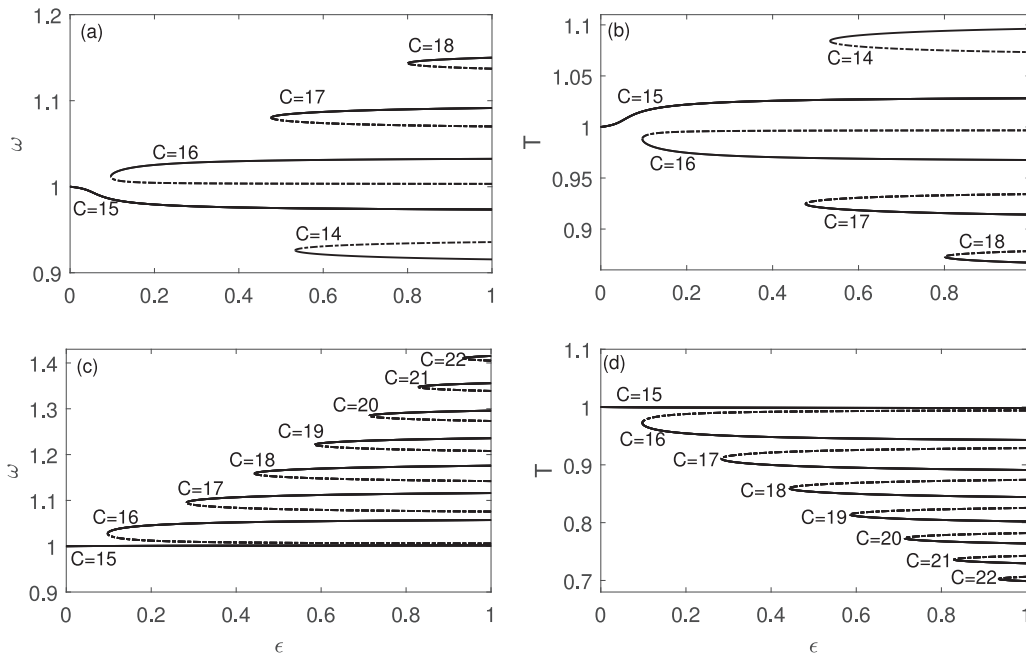 (a)
1.2
1.1
1
0.9
ω
C=18
C=17
C=16
C=15
C=14
0 0.2 0.4 0.6 0.8 1
(b)
1.1
1.05
1
0.95
0.9
T
C=14
C=15
C=16
C=17
C=18
0 0.2 0.4 0.6 0.8
(c)
1.4
1.3
1.2
1.1
1
0.9
ω
C=22
C=21
C=20
C=19
C=18
C=17
C=16
C=15
0 0.2 0.4 0.6 0.8 1
ϵ
(d)
1.1
1
0.9
0.8
0.7
T
C=15
C=16
C=17
C=18
C=19
C=20
C=21
C=22
0 0.2 0.4 0.6 0.8 1
ϵ